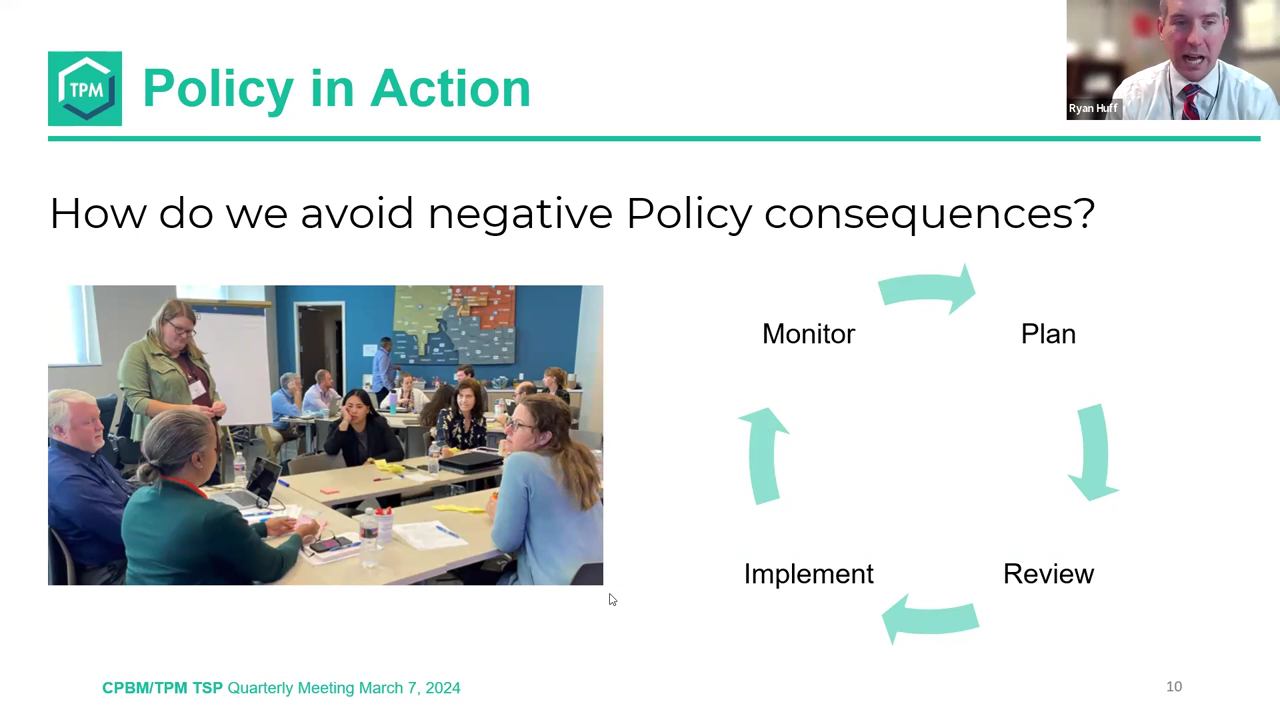 TPM
Policy in Action
Ryan Huff
How do we avoid negative Policy consequences?
Monitor
Plan
Implement
Review
CPBM/TPM TSP Quarterly Meeting March 7, 2024
10